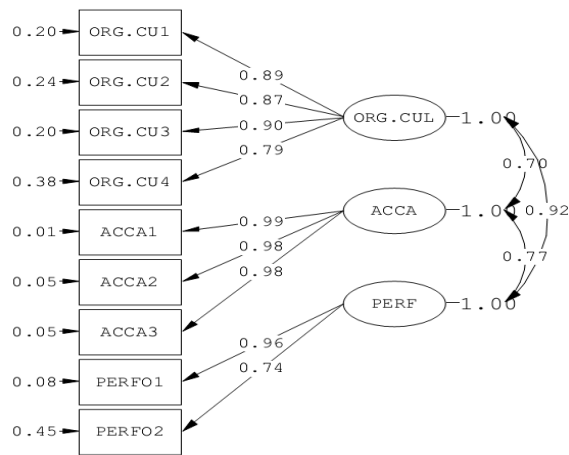 0.20 ORG.CU1
0.89
0.24 ORG.CU2
0.87
0.20 ORG.CU3
0.90
ORG.CUL 1.00
0.38 ORG.CU4
0.79
0.70
0.01 ACCA1
0.99
ACCA 1.00 0.92
0.05 ACCA2
0.98
0.77
0.05 ACCA3
0.98
PERF 1.00
0.08 PERFO1
0.96
0.45 PERFO2
0.74